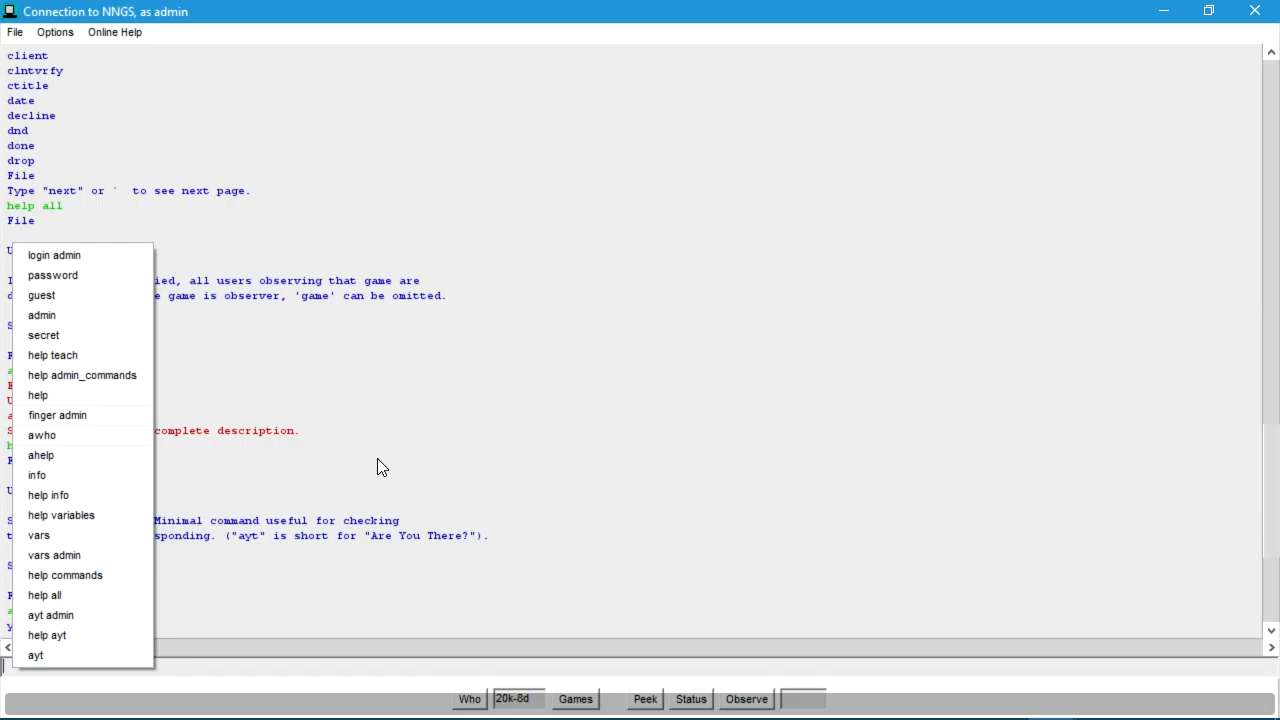 Connection to NNGS, as admin
File Options Online Help
client
clntvrfy
ctitle
date
decline
dnd
done
drop
File
Type "next" or ` to see next page.
help all
File
login admin
password
ied, all users observing that game are
guest
e game is observer, 'game' can be omitted.
admin
secret
help teach
help admin_commands
help
finger admin
awho
complete description.
ahelp
info
help info
help variables
Minimal command useful for checking
vars
sponding. ("ayt" is short for "Are You There?").
vars admin
help commands
help all
ayt admin
help ayt
ayt
Who 20k-8d Games Peek Status Observe